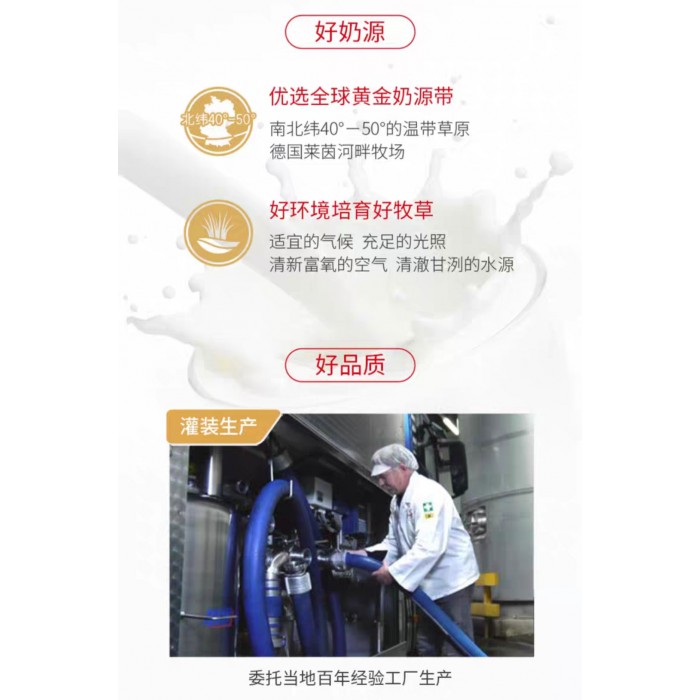 好奶源
优选全球黄金奶源带
北纬40°-50°
南北纬40°-50°的温带草原
德国莱茵河畔牧场
好环境培育好牧草
适宜的气候 充足的光照
清新富氧的空气 清澈甘洌的水源
好品质
灌装生产
委托当地百年经验工厂生产